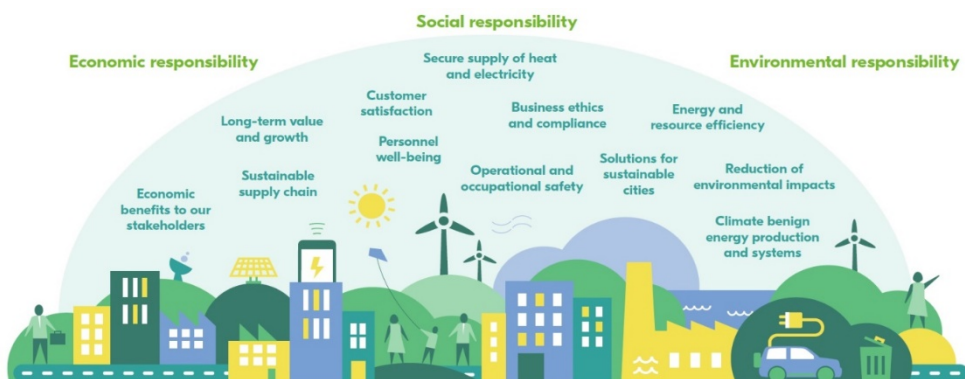 Social responsibility
Economic responsibility
Environmental responsibility
Secure supply of heat
and electricity
Customer
satisfaction
Business ethics
and compliance
Energy and
resource efficiency
Long-term value
and growth
Personnel
well-being
Operational and
occupational safety
Solutions for
sustainable
cities
Reduction of
environmental impacts
Sustainable
supply chain
Economic
benefits to our
stakeholders
Climate benign
energy production
and systems